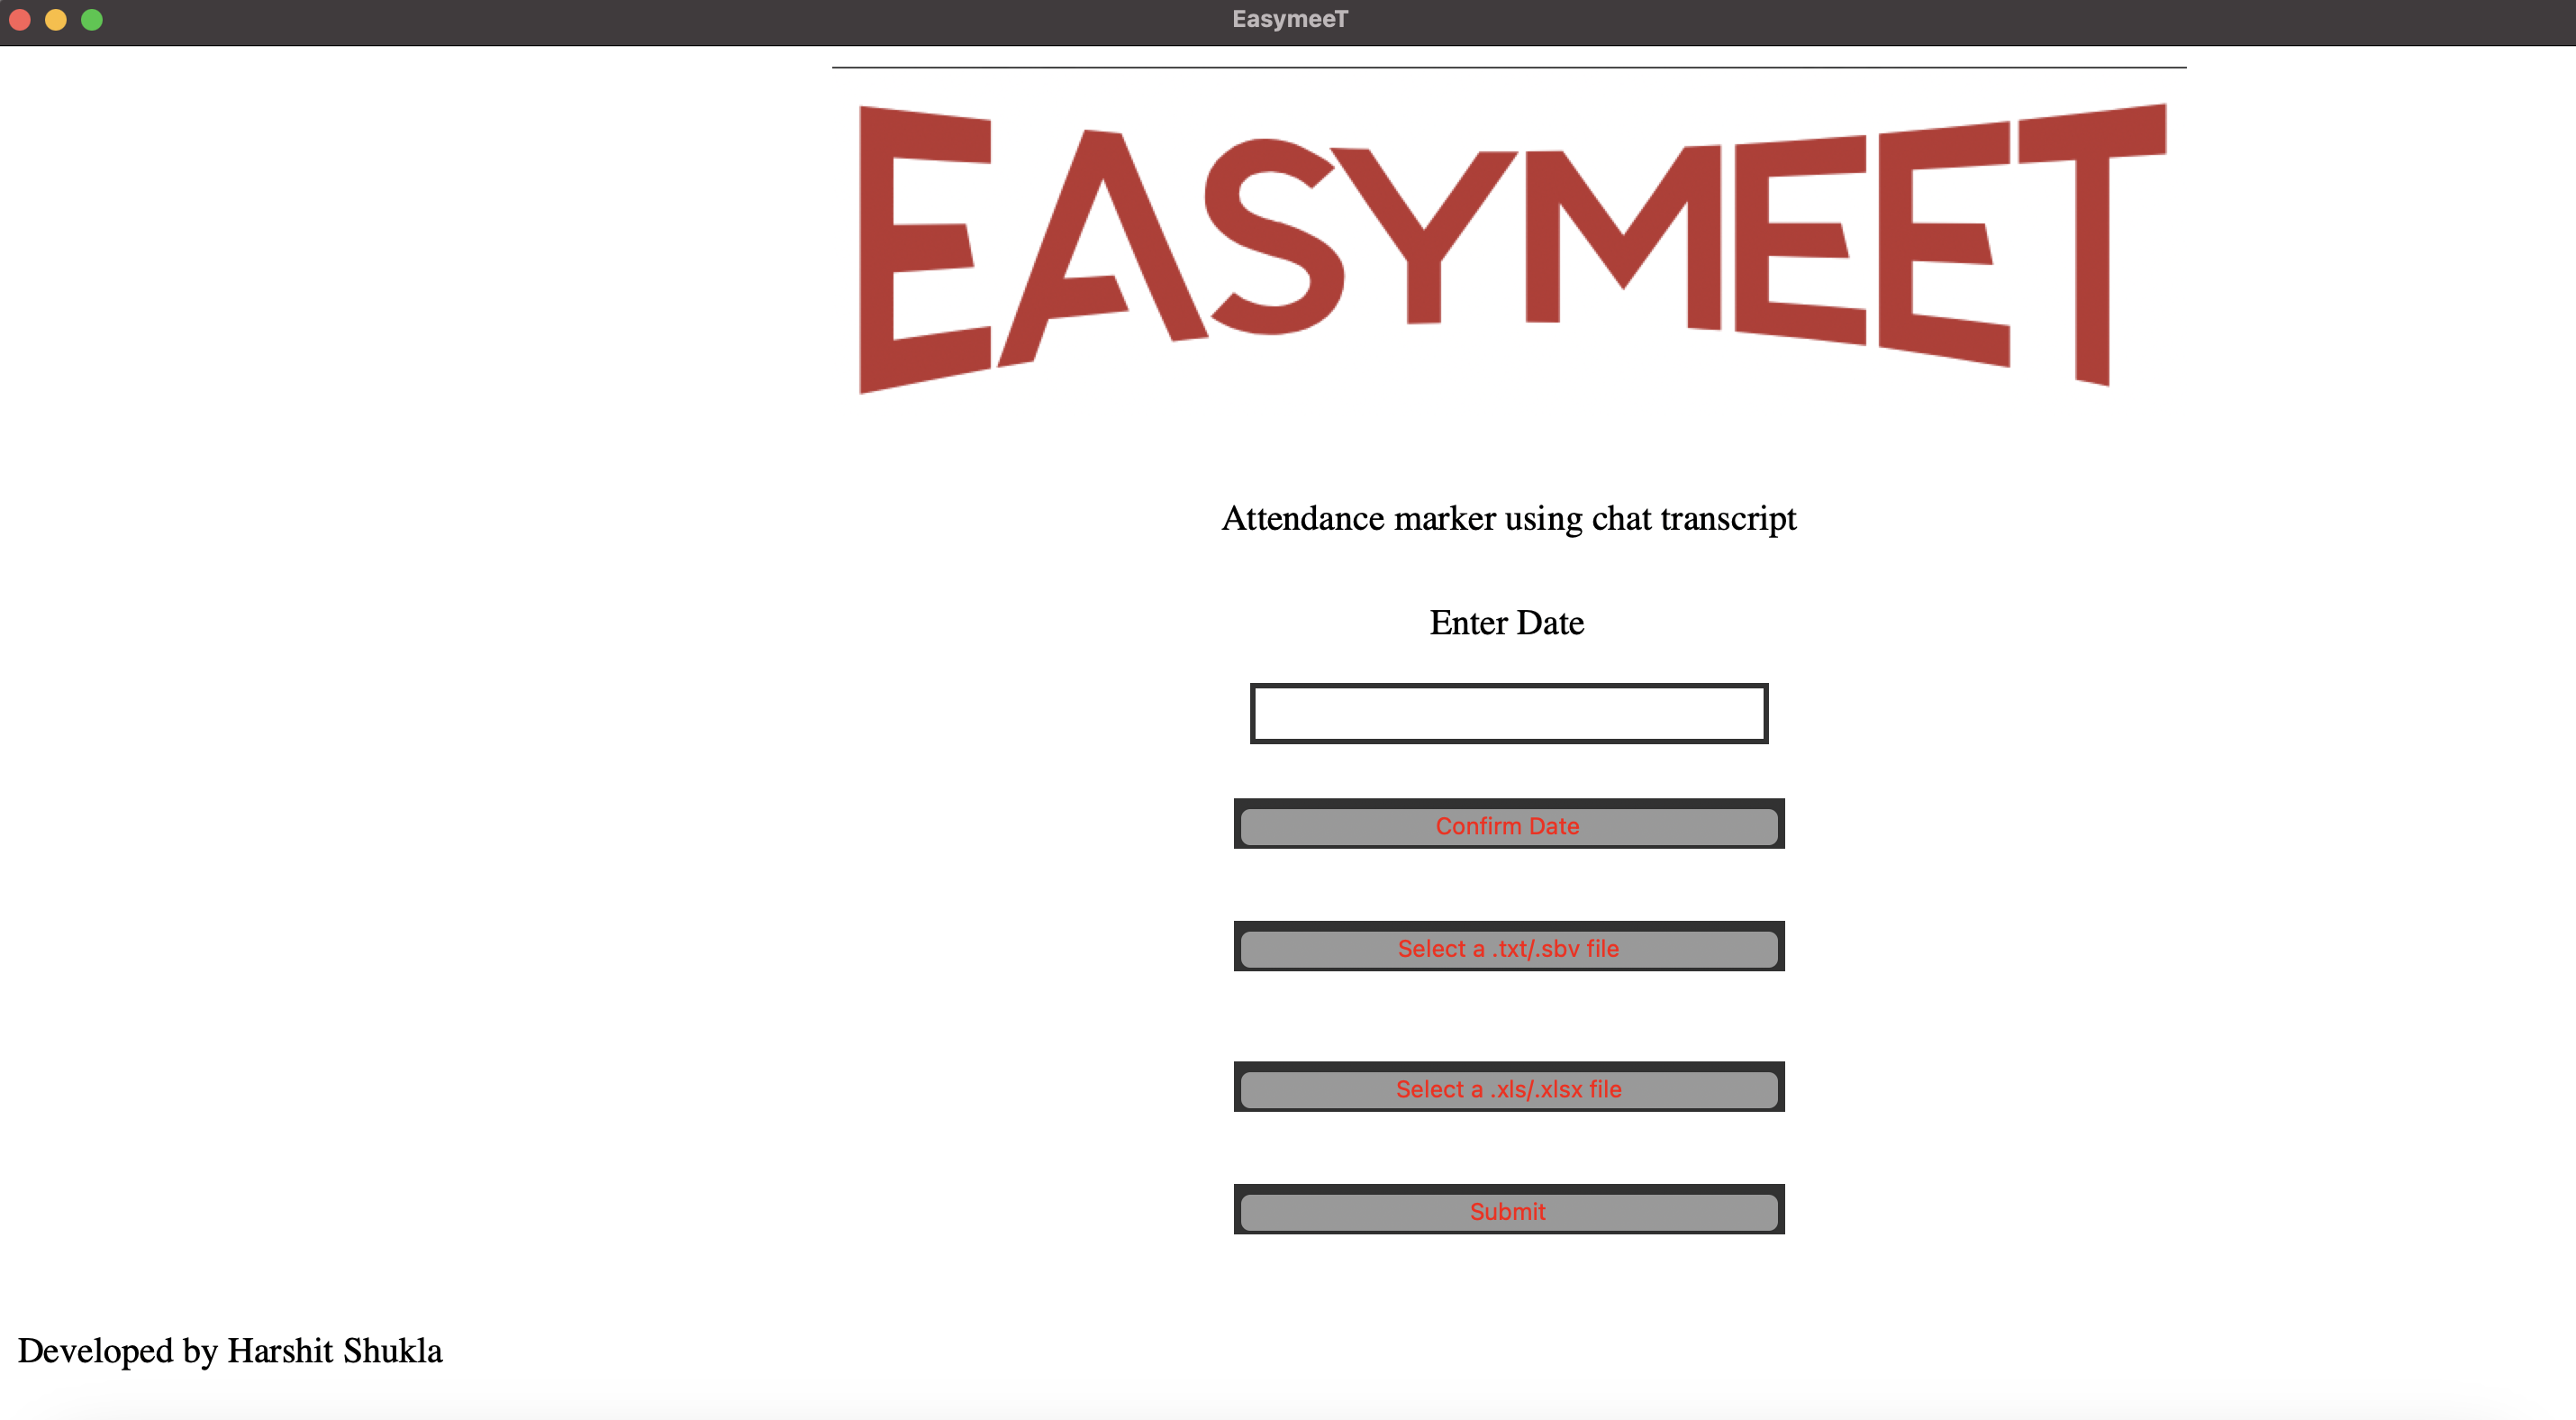 EasymeeT
EASYMEET
Attendance marker using chat transcript
Enter Date
Confirm Date
Select a .txt/.sbv file
Select a .xls/.xlsx file
Submit
Developed by Harshit Shukla